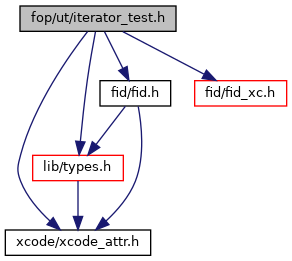 fop/ut/iterator_test.h
fid/fid.h
fid/fid_xc.h
lib/types.h
xcode/xcode_attr.h